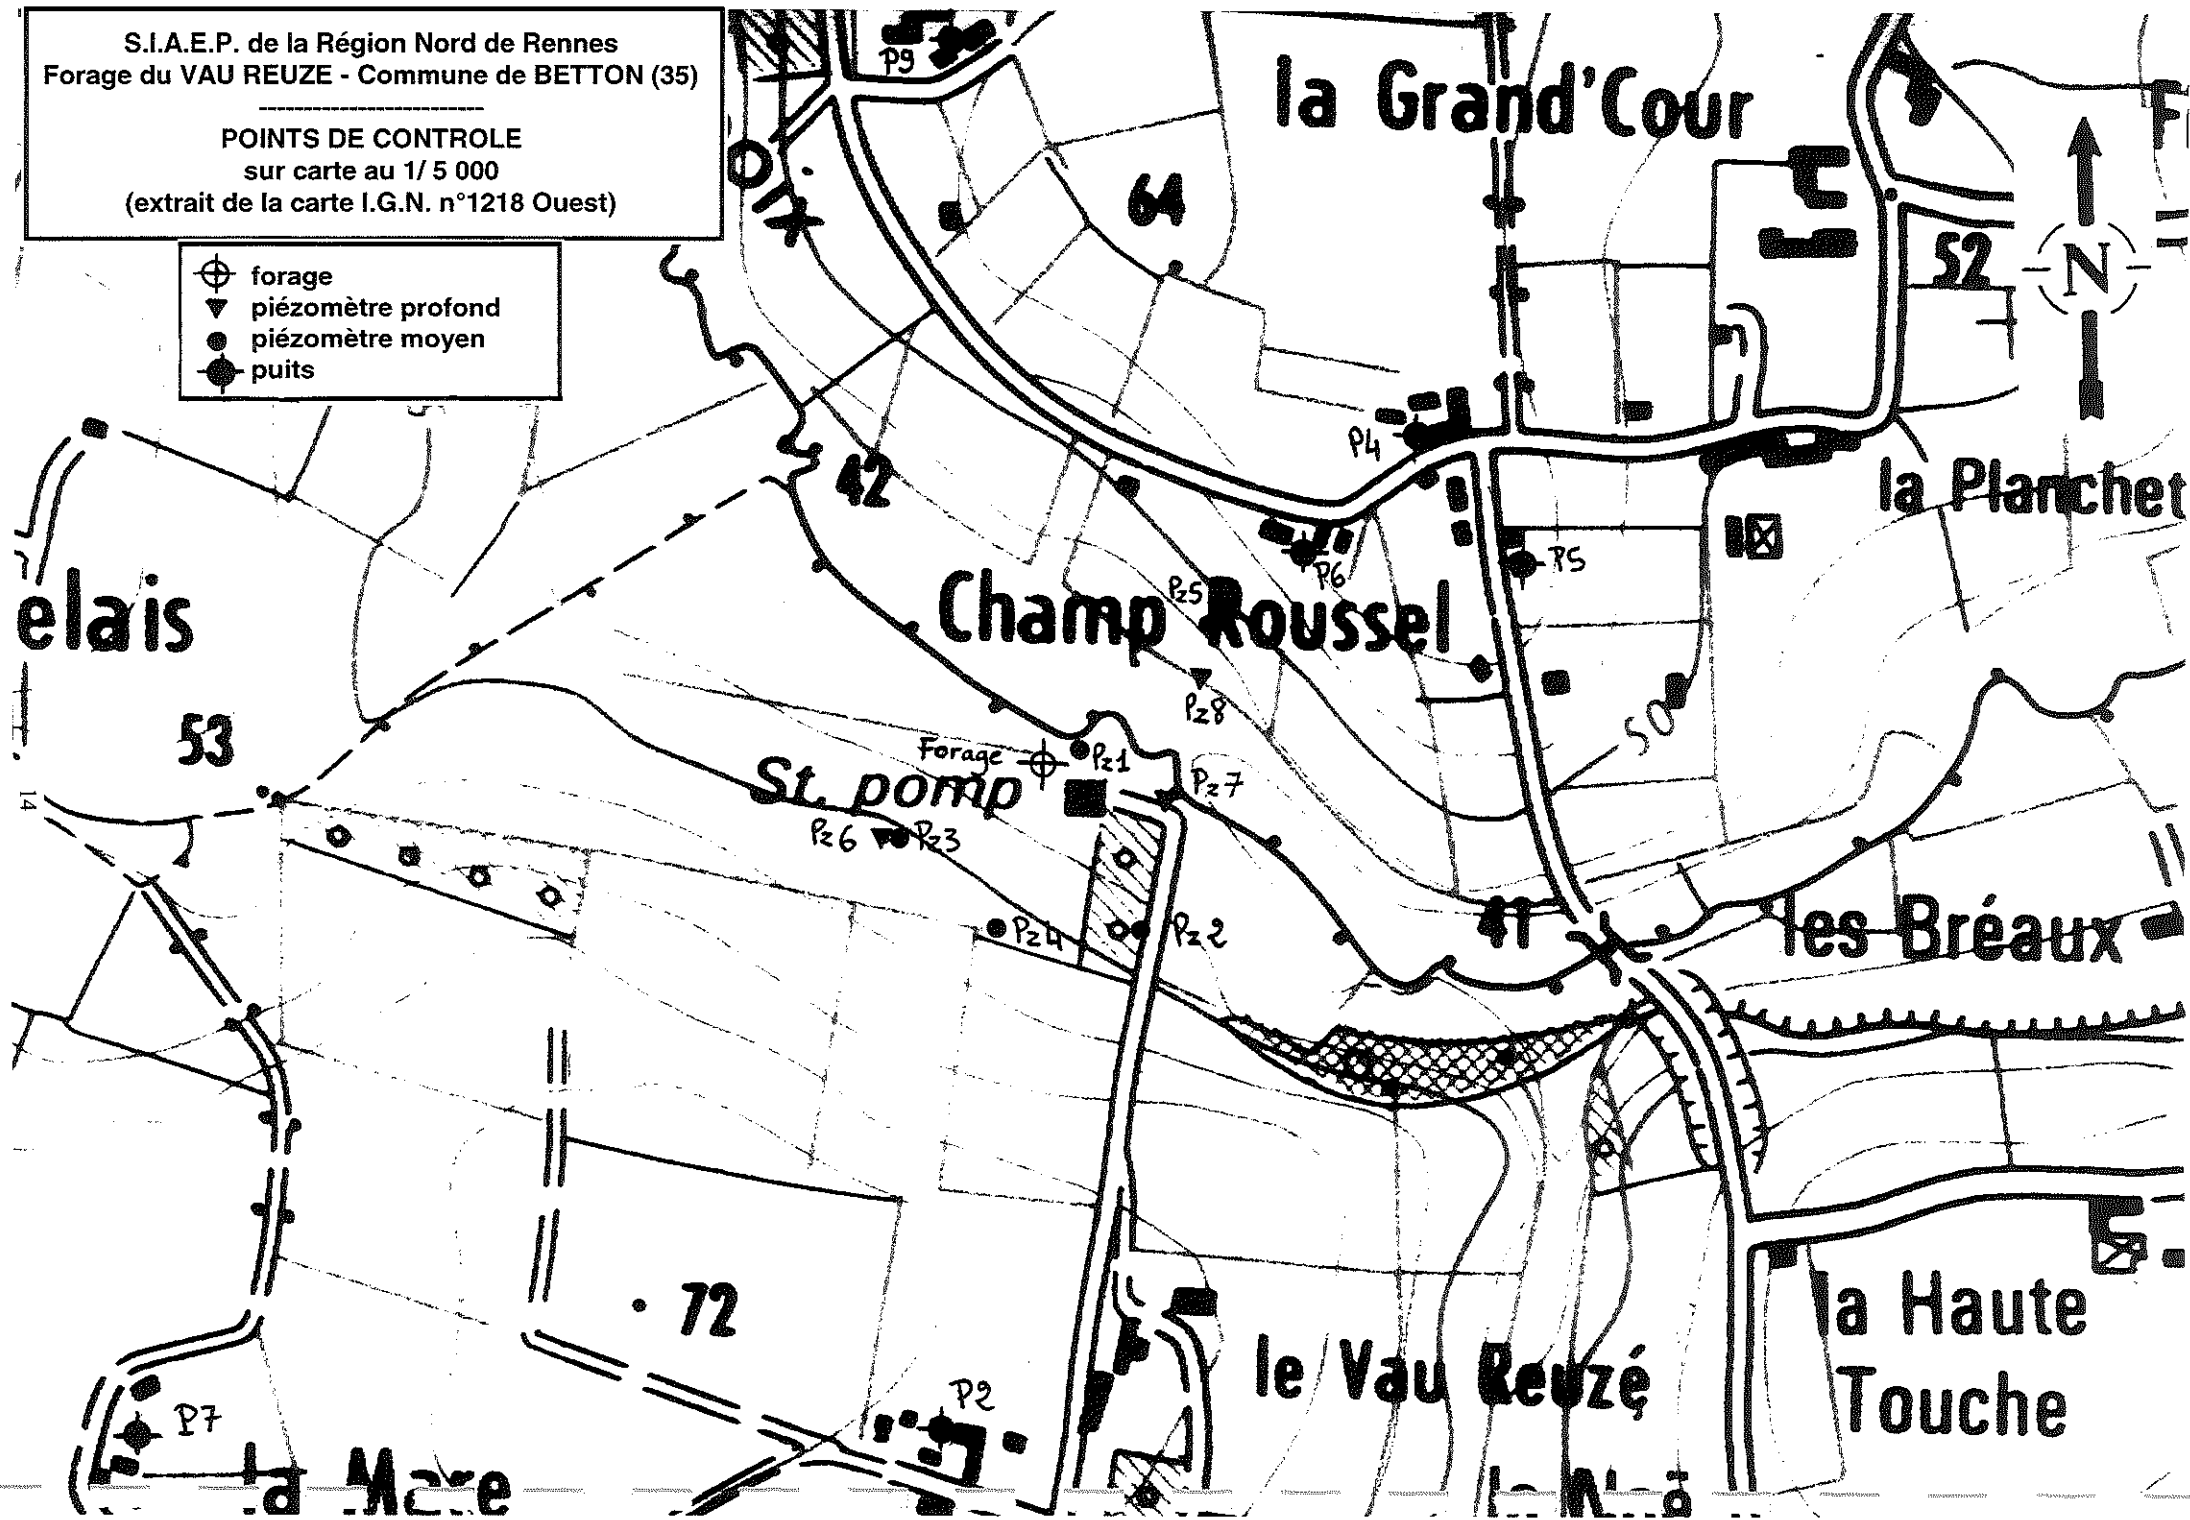 S.I.A.E.P. de la Région Nord de Rennes
Forage du VAU REUZE - Commune de BETTON (35)
-------------------------
POINTS DE CONTROLE
sur carte au 1/ 5 000
(extrait de la carte I.G.N. n°1218 Ouest)
forage
piézomètre profond
piézomètre moyen
puits
P9
la Grand'Cour
64
52
N
P4
42
la Planchet
P5
P6
Pz5
Champ Roussel
elais
Pz8
50
53
Forage
Pz1
St. pomp
Pz7
14
Pz6
Pz3
Pz4
Pz2
41
les Bréaux
72
la Haute
Touche
le Vau Reuzé
P2
P7
la Mare